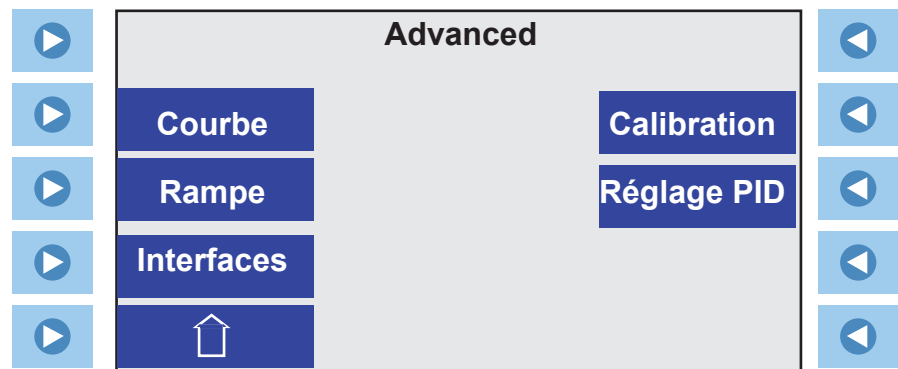 Advanced
Courbe
Calibration
Rampe
Réglage PID
Interfaces